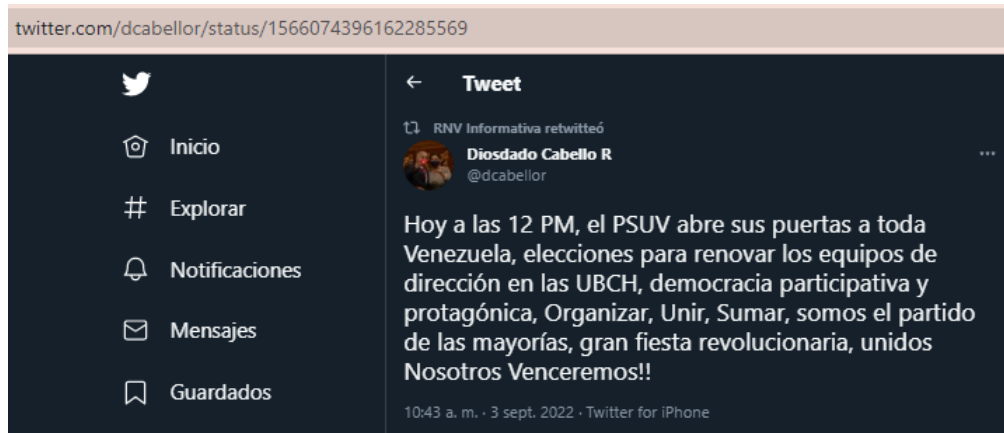 twitter.com/dcabellor/status/1566074396162285569
Tweet
RNV Informativa retwitteó
Diosdado Cabello R
@dcabellor
Inicio
Explorar
Notificaciones
Mensajes
Guardados
Hoy a las 12 PM, el PSUV abre sus puertas a toda
Venezuela, elecciones para renovar los equipos de
dirección en las UBCH, democracia participativa y
protagónica, Organizar, Unir, Sumar, somos el partido
de las mayorías, gran fiesta revolucionaria, unidos
Nosotros Venceremos!!
10:43 a. m. · 3 sept. 2022 · Twitter for iPhone